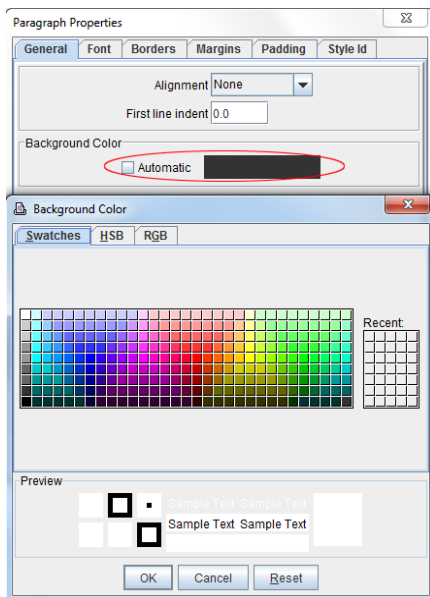 Paragraph Properties
General Font Borders Margins Padding Style Id
Alignment None
First line indent 0.0
Background Color
Automatic
Background Color
Swatches HSB RGB
Recent:
Preview
Sample Text Sample Text
Sample Text Sample Text
OK Cancel Reset